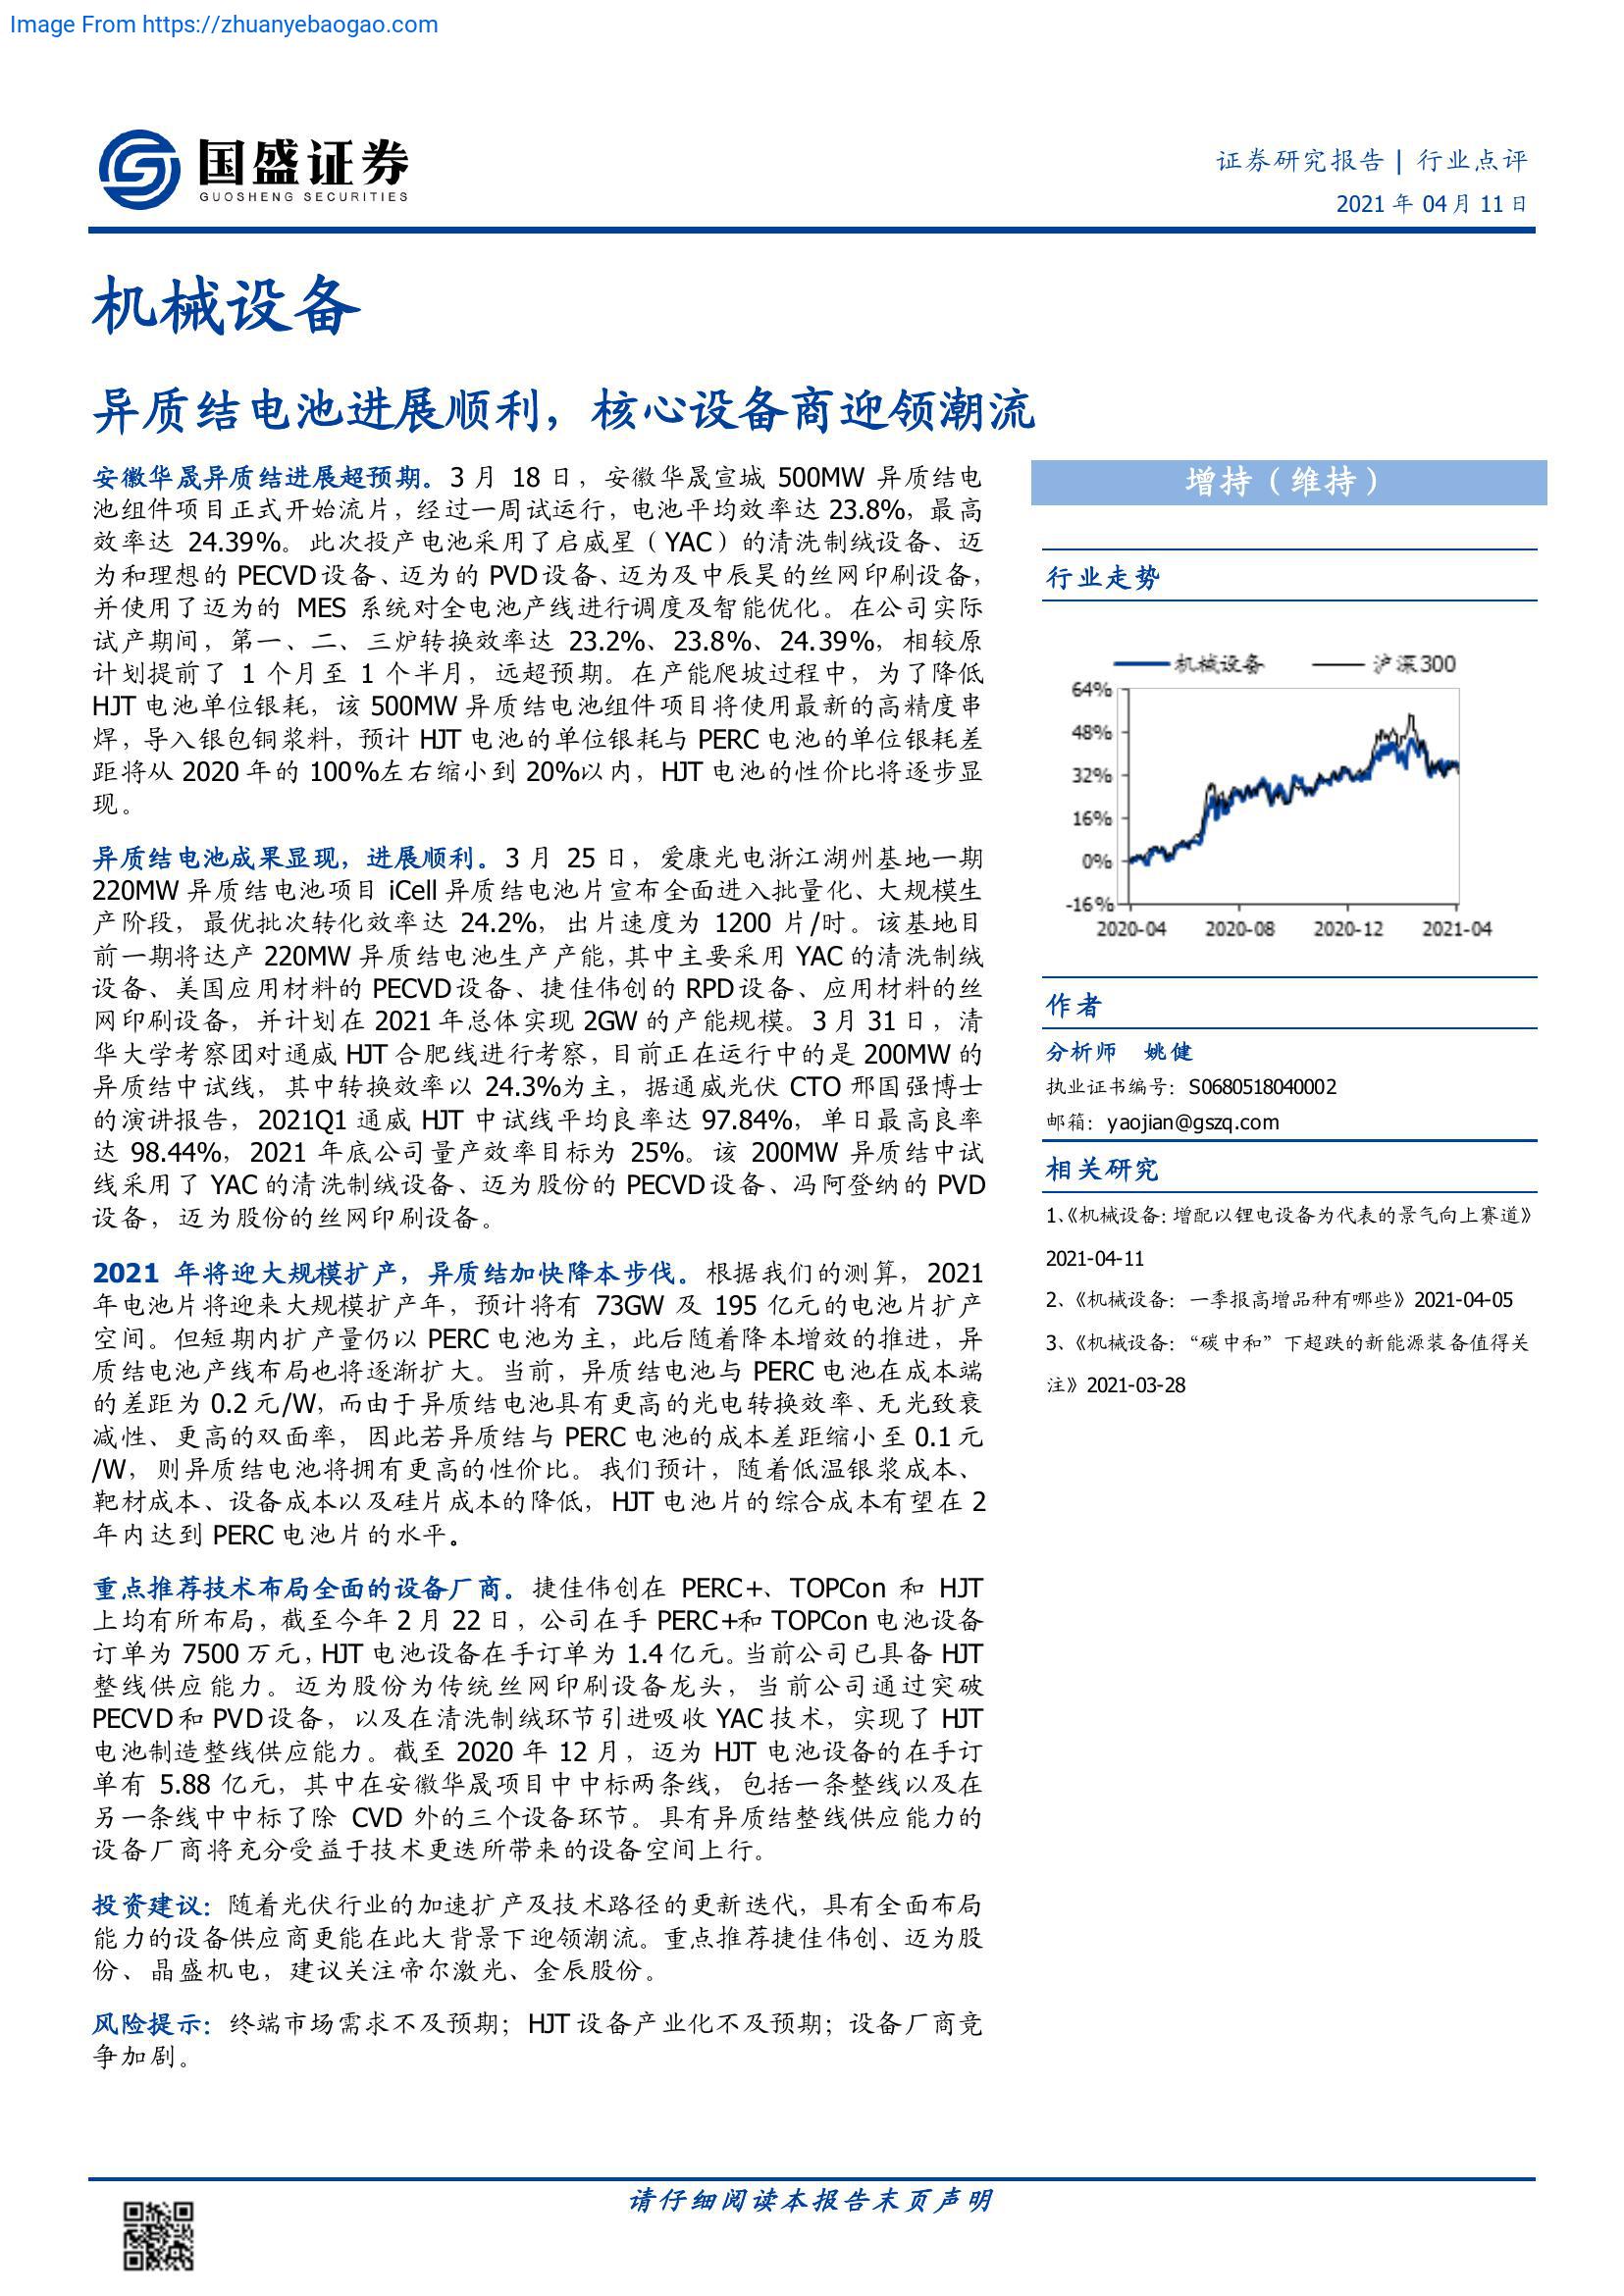 Image From https://zhuanyebaogao.com
国盛证券
GUOSHENG SECURITIES
证券研究报告 | 行业点评
2021 年 04月 11日
机械设备
异质结电池进展顺利，核心设备商迎领潮流
安徽华晟异质结进展超预期。3 月 18 日，安徽华晟宣城 500MW 异质结电
池组件项目正式开始流片，经过一周试运行，电池平均效率达 23.8%，最高
效率达 24.39%。此次投产电池采用了启威星（YAC）的清洗制绒设备、迈
为和理想的 PECVD设备、迈为的 PVD设备、迈为及中辰昊的丝网印刷设备，
并使用了迈为的 MES 系统对全电池产线进行调度及智能优化。在公司实际
试产期间，第一、二、三炉转换效率达 23.2%、23.8%、24.39%，相较原
计划提前了 1 个月至 1 个半月，远超预期。在产能爬坡过程中，为了降低
HJT 电池单位银耗，该 500MW 异质结电池组件项目将使用最新的高精度串
焊，导入银包铜浆料，预计 HJT 电池的单位银耗与 PERC 电池的单位银耗差
距将从 2020 年的 100%左右缩小到 20%以内，HJT 电池的性价比将逐步显
现。
异质结电池成果显现，进展顺利。3 月 25 日，爱康光电浙江湖州基地一期
220MW 异质结电池项目 iCell 异质结电池片宣布全面进入批量化、大规模生
产阶段，最优批次转化效率达 24.2%，出片速度为 1200 片/时。该基地目
前一期将达产 220MW 异质结电池生产产能，其中主要采用 YAC 的清洗制绒
设备、美国应用材料的 PECVD设备、捷佳伟创的 RPD设备、应用材料的丝
网印刷设备，并计划在 2021年总体实现 2GW 的产能规模。3 月 31 日，清
华大学考察团对通威 HJT 合肥线进行考察，目前正在运行中的是 200MW 的
异质结中试线，其中转换效率以 24.3%为主，据通威光伏 CTO 邢国强博士
的演讲报告，2021Q1 通威 HJT 中试线平均良率达 97.84%，单日最高良率
达 98.44%，2021 年底公司量产效率目标为 25%。该 200MW 异质结中试
线采用了 YAC 的清洗制绒设备、迈为股份的 PECVD设备、冯阿登纳的 PVD
设备，迈为股份的丝网印刷设备。
2021 年将迎大规模扩产，异质结加快降本步伐。根据我们的测算，2021
年电池片将迎来大规模扩产年，预计将有 73GW 及 195 亿元的电池片扩产
空间。但短期内扩产量仍以 PERC 电池为主，此后随着降本增效的推进，异
质结电池产线布局也将逐渐扩大。当前，异质结电池与 PERC 电池在成本端
的差距为 0.2 元/W，而由于异质结电池具有更高的光电转换效率、无光致衰
减性、更高的双面率，因此若异质结与 PERC 电池的成本差距缩小至 0.1 元
/W，则异质结电池将拥有更高的性价比。我们预计，随着低温银浆成本、
靶材成本、设备成本以及硅片成本的降低，HJT 电池片的综合成本有望在 2
年内达到 PERC 电池片的水平。
重点推荐技术布局全面的设备厂商。捷佳伟创在 PERC+、TOPCon 和 HJT
上均有所布局，截至今年 2 月 22 日，公司在手 PERC+和 TOPCon 电池设备
订单为 7500 万元，HJT 电池设备在手订单为 1.4 亿元。当前公司已具备 HJT
整线供应能力。迈为股份为传统丝网印刷设备龙头，当前公司通过突破
PECVD和 PVD设备，以及在清洗制绒环节引进吸收 YAC 技术，实现了 HJT
电池制造整线供应能力。截至 2020 年 12 月，迈为 HJT 电池设备的在手订
单有 5.88 亿元，其中在安徽华晟项目中中标两条线，包括一条整线以及在
另一条线中中标了除 CVD 外的三个设备环节。具有异质结整线供应能力的
设备厂商将充分受益于技术更迭所带来的设备空间上行。
投资建议：随着光伏行业的加速扩产及技术路径的更新迭代，具有全面布局
能力的设备供应商更能在此大背景下迎领潮流。重点推荐捷佳伟创、迈为股
份、晶盛机电，建议关注帝尔激光、金辰股份。
风险提示：终端市场需求不及预期；HJT 设备产业化不及预期；设备厂商竞
争加剧。
增持（维持）
行业走势
机械设备 沪深300
64%
48%
32%
16%
0%
-16%
2020-04 2020-08 2020-12 2021-04
作者
分析师 姚健
执业证书编号：S0680518040002
邮箱：yaojian@gszq.com
相关研究
1、《机械设备：增配以锂电设备为代表的景气向上赛道》
2021-04-11
2、《机械设备：一季报高增品种有哪些》2021-04-05
3、《机械设备：“碳中和”下超跌的新能源装备值得关
注》2021-03-28
请仔细阅读本报告末页声明